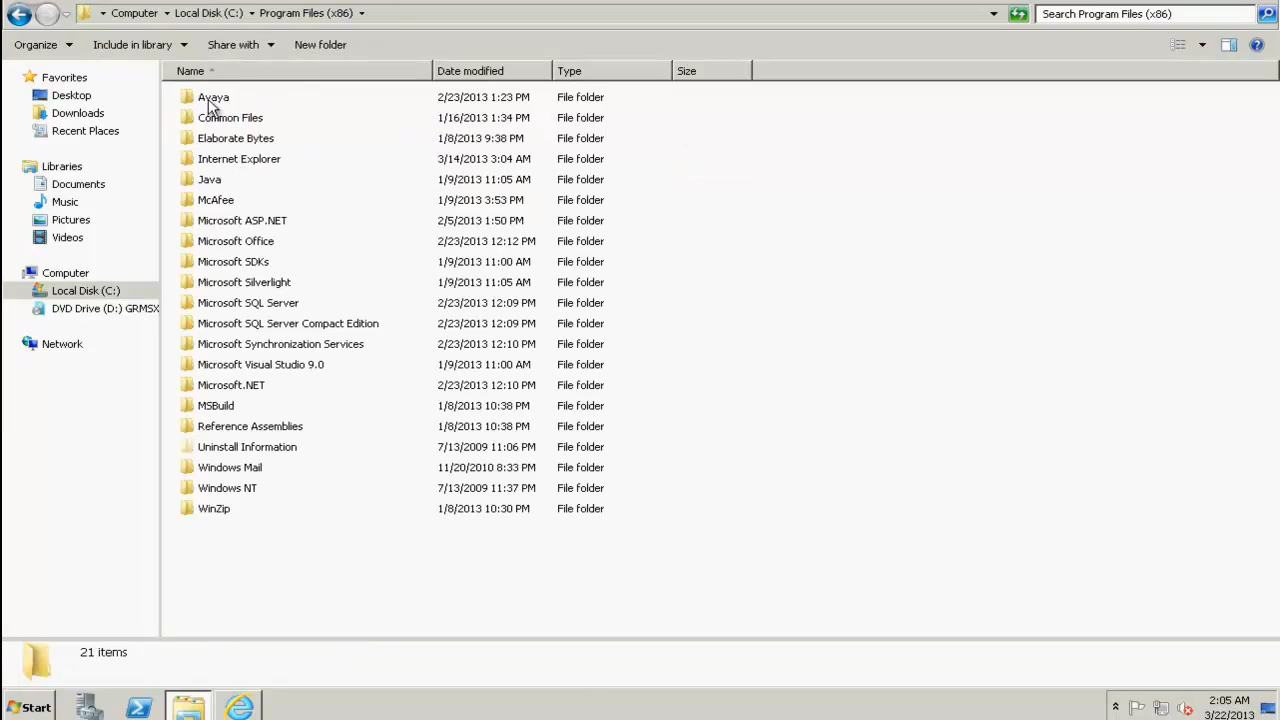 Computer Local Disk (C:) Program Files (x86) Search Program Files (x86)
Organize Include in library Share with New folder
Name Date modified Type Size
Favorites
Desktop
Downloads
Recent Places
Libraries
Documents
Music
Pictures
Videos
Computer
Local Disk (C:)
DVD Drive (D:) GRMSX
Network
Avaya 2/23/2013 1:23 PM File folder
Common Files 1/16/2013 1:34 PM File folder
Elaborate Bytes 1/8/2013 9:38 PM File folder
Internet Explorer 3/14/2013 3:04 AM File folder
Java 1/9/2013 11:05 AM File folder
McAfee 1/9/2013 3:53 PM File folder
Microsoft ASP.NET 2/5/2013 1:50 PM File folder
Microsoft Office 2/23/2013 12:12 PM File folder
Microsoft SDKs 1/9/2013 11:00 AM File folder
Microsoft Silverlight 1/9/2013 11:05 AM File folder
Microsoft SQL Server 2/23/2013 12:09 PM File folder
Microsoft SQL Server Compact Edition 2/23/2013 12:09 PM File folder
Microsoft Synchronization Services 2/23/2013 12:10 PM File folder
Microsoft Visual Studio 9.0 1/9/2013 11:00 AM File folder
Microsoft.NET 2/23/2013 12:10 PM File folder
MSBuild 1/8/2013 10:38 PM File folder
Reference Assemblies 1/8/2013 10:38 PM File folder
Uninstall Information 7/13/2009 11:06 PM File folder
Windows Mail 11/20/2010 8:33 PM File folder
Windows NT 7/13/2009 11:37 PM File folder
WinZip 1/8/2013 10:30 PM File folder
21 items
Start 2:05 AM
3/22/2013